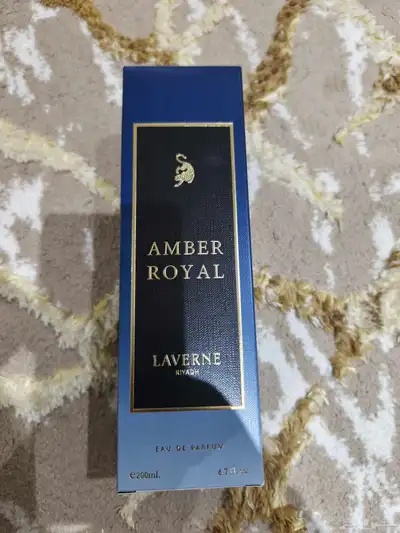 AMBER
ROYAL
LAVERNE
RIYADH
EAU DE PARFUM
℮200ml.